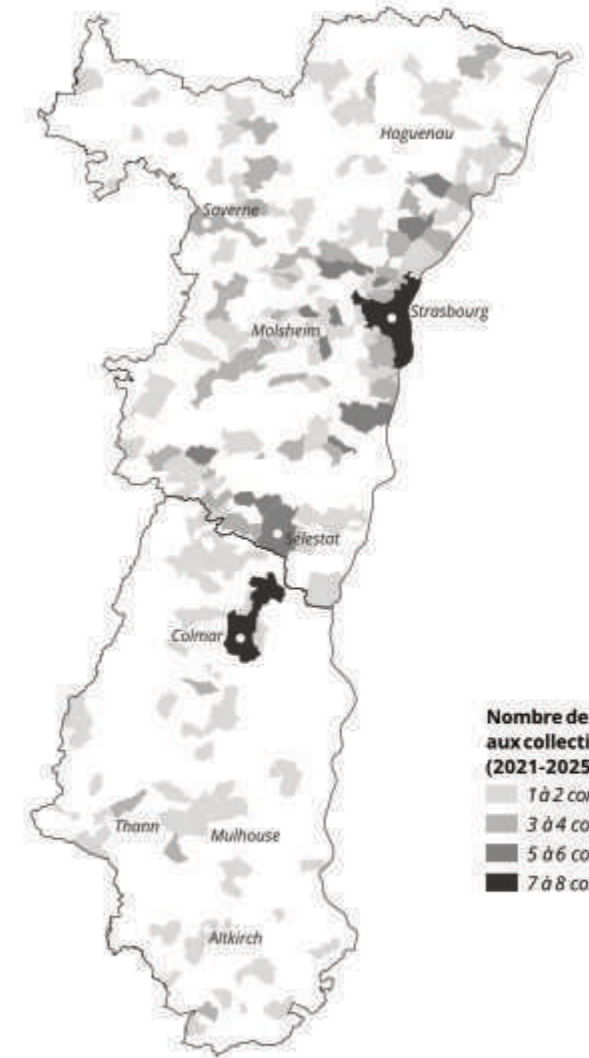 Haguenau
Saverne
Strasbourg
Molsheim
Sélestat
Colmar
Thann
Mulhouse
Altkirch
Nombre de
aux collecti
(2021-2025
1 à 2 con
3 à 4 co
5 à 6 co
7 à 8 co